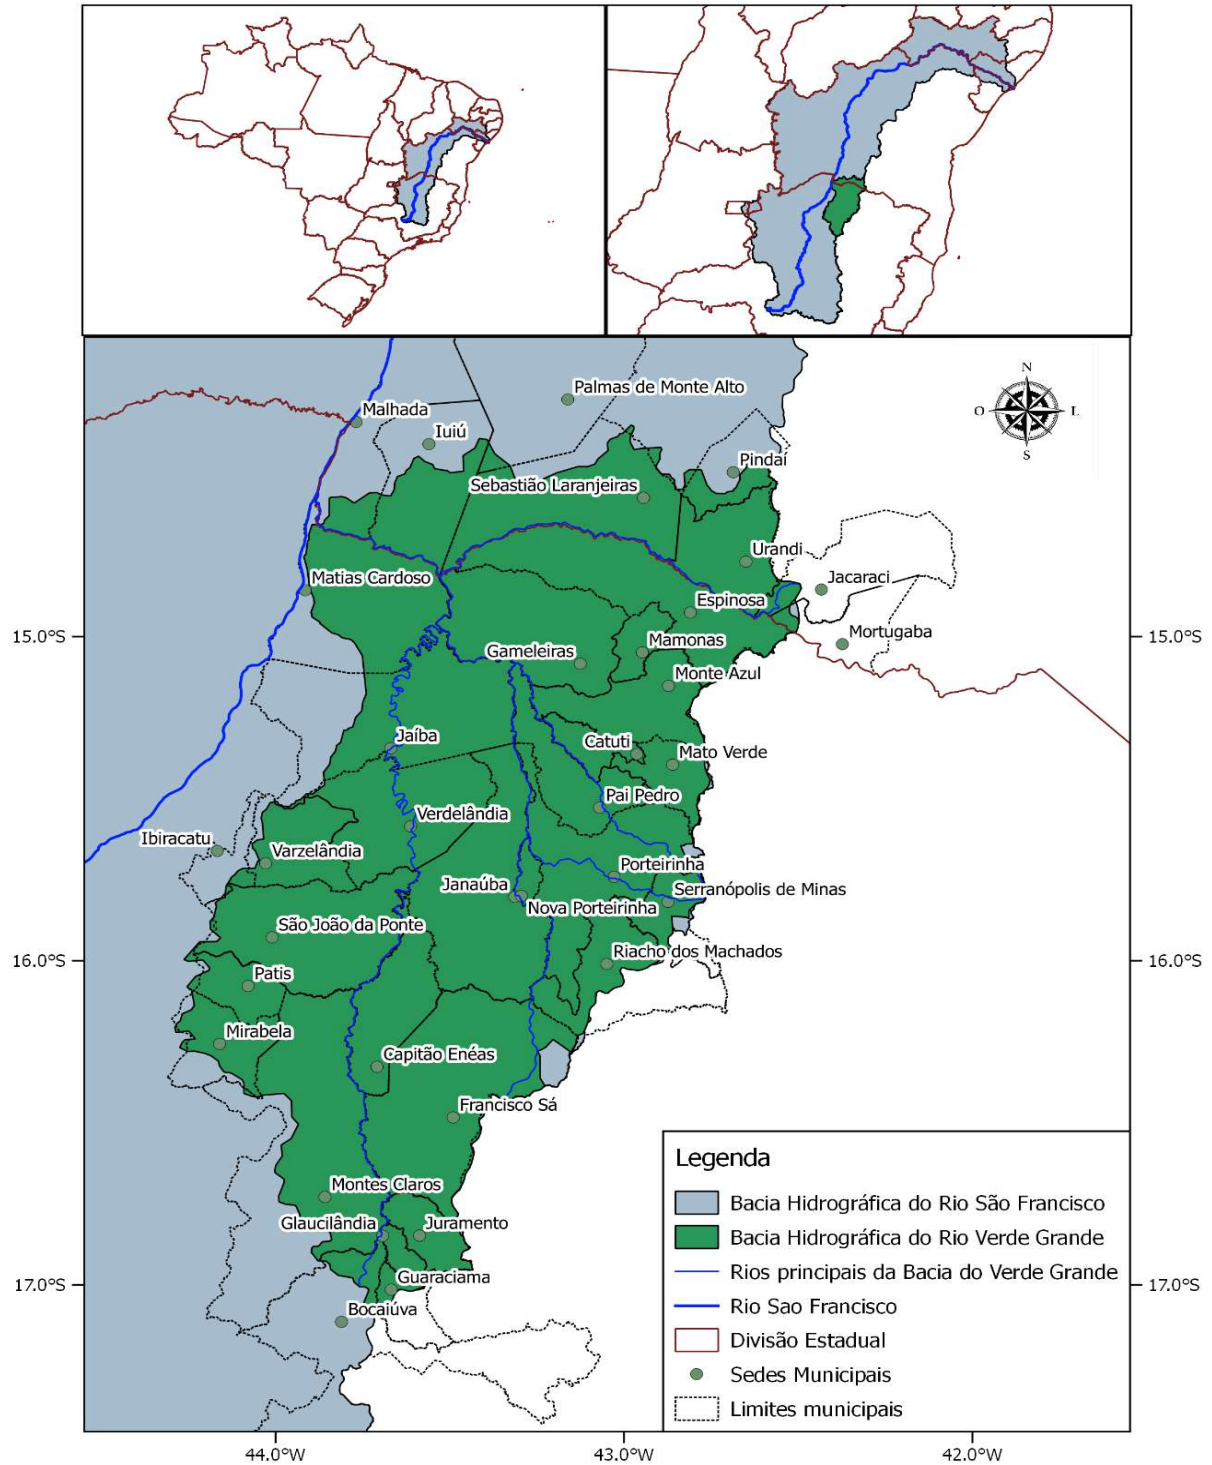 Palmas de Monte Alto
Malhada
Iuiú
N
O
L
S
Pindaí
Sebastião Laranjeiras
Urandi
Jacaraci
Matias Cardoso
Espinosa
Mortugaba
15.0°S
15.0°S
Mamonas
Gameleiras
Monte Azul
Jaíba
Catuti
Mato Verde
Pai Pedro
Verdelândia
Ibiracatu
Varzelândia
Porteirinha
Janaúba
Serranópolis de Minas
Nova Porteirinha
São João da Ponte
Riacho dos Machados
16.0°S
16.0°S
Patis
Mirabela
Capitão Enéas
Francisco Sá
Montes Claros
Glaucilândia
Juramento
Guaraciama
17.0°S
17.0°S
Bocaiúva
Legenda
Bacia Hidrográfica do Rio São Francisco
Bacia Hidrográfica do Rio Verde Grande
Rios principais da Bacia do Verde Grande
Rio Sao Francisco
Divisão Estadual
Sedes Municipais
Limites municipais
44.0°W
43.0°W
42.0°W